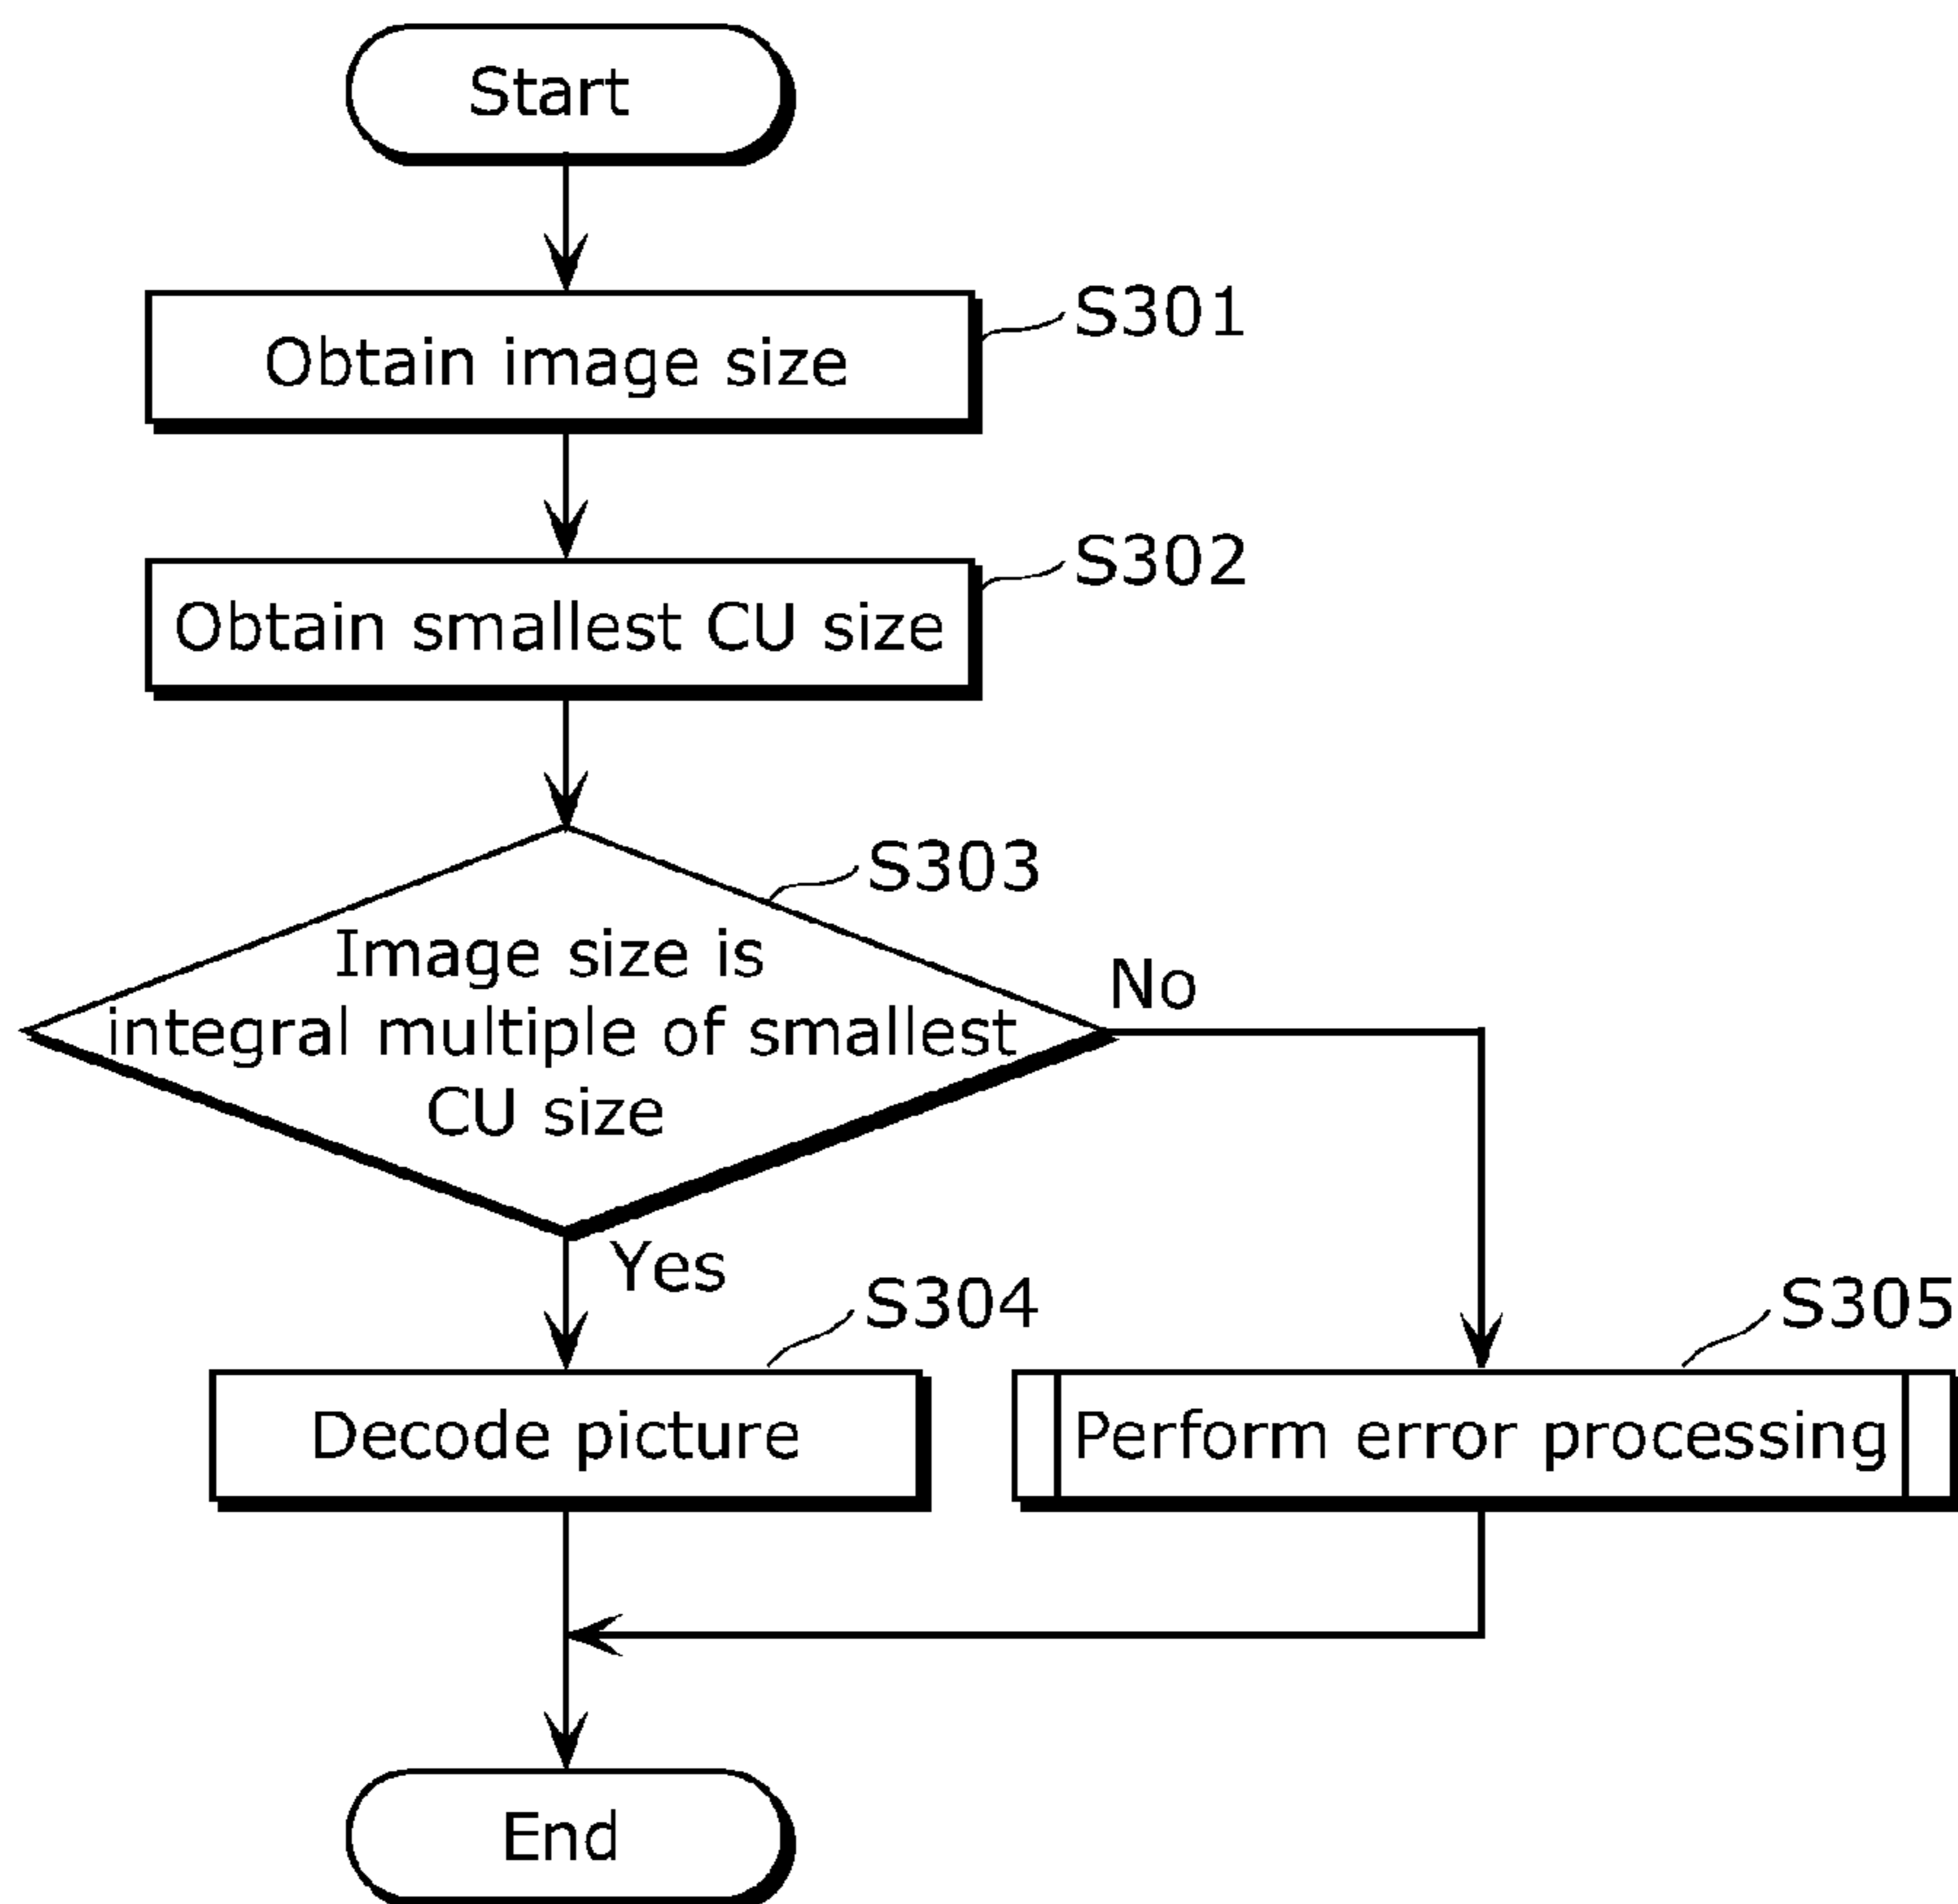 Start
Obtain image size
S301
Obtain smallest CU size
S302
S303
Image size is
integral multiple of smallest
CU size
No
Yes
S304
Decode picture
S305
Perform error processing
End